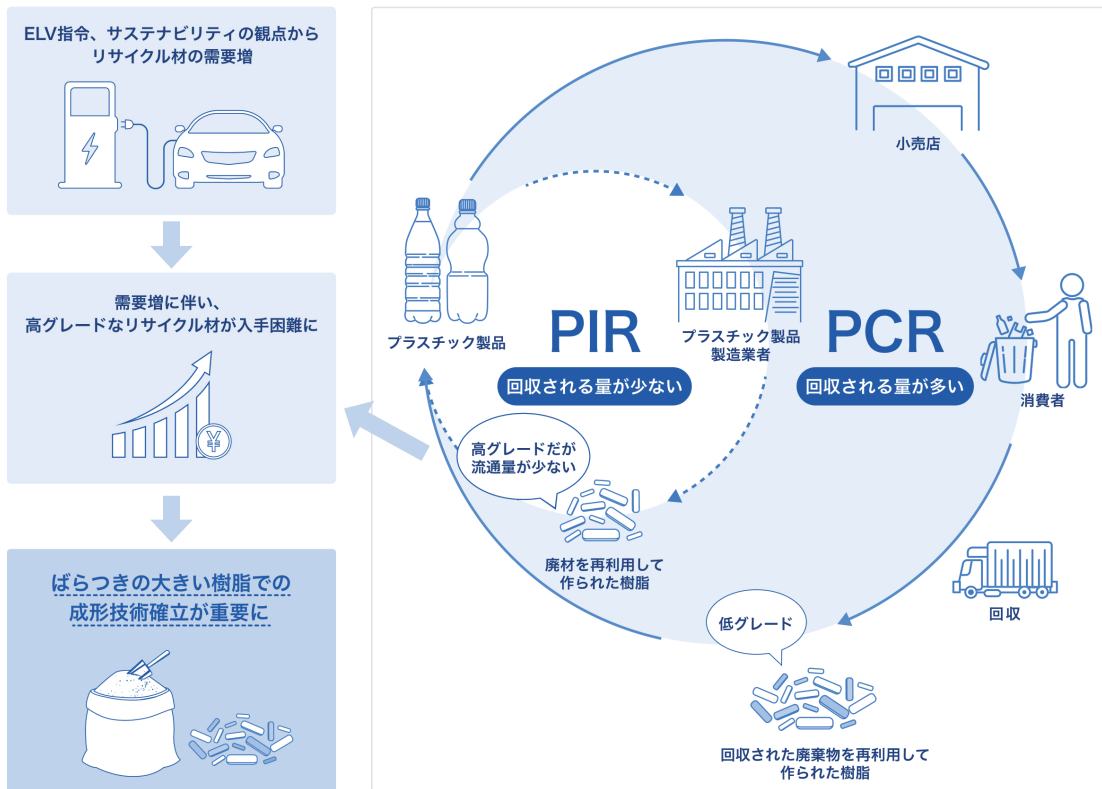 ELV指令、サステナビリティの観点から
リサイクル材の需要増
需要増に伴い、
高グレードなリサイクル材が入手困難に
¥
ばらつきの大きい樹脂での
成形技術確立が重要に
小売店
プラスチック製品
PIR
回収される量が少ない
プラスチック製品
製造業者
PCR
回収される量が多い
消費者
高グレードだが
流通量が少ない
廃材を再利用して
作られた樹脂
回収
低グレード
回収された廃棄物を再利用して
作られた樹脂